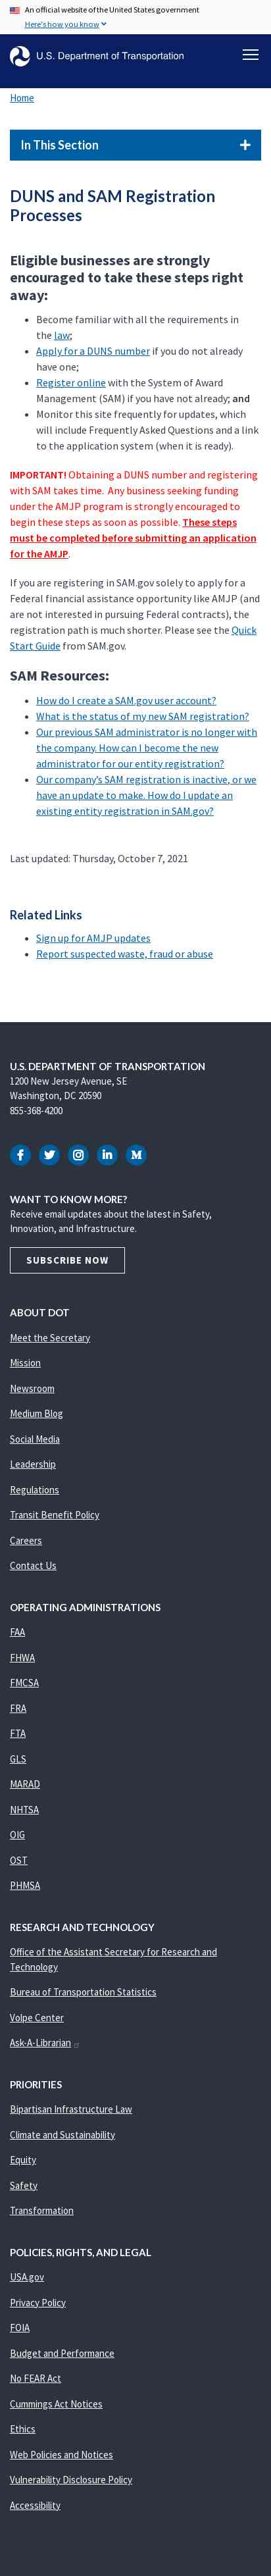 An official website of the United States government
Here's how you know
U.S. Department of Transportation
Home
In This Section
DUNS and SAM Registration
Processes
Eligible businesses are strongly
encouraged to take these steps right
away:
Become familiar with all the requirements in
the law;
Apply for a DUNS number if you do not already
have one;
Register online with the System of Award
Management (SAM) if you have not already; and
Monitor this site frequently for updates, which
will include Frequently Asked Questions and a link
to the application system (when it is ready).
IMPORTANT! Obtaining a DUNS number and registering
with SAM takes time.  Any business seeking funding
under the AMJP program is strongly encouraged to
begin these steps as soon as possible. These steps
must be completed before submitting an application
for the AMJP.
If you are registering in SAM.gov solely to apply for a
Federal financial assistance opportunity like AMJP (and
are not interested in pursuing Federal contracts), the
registration path is much shorter. Please see the Quick
Start Guide from SAM.gov.
SAM Resources:
How do I create a SAM.gov user account?
What is the status of my new SAM registration?
Our previous SAM administrator is no longer with
the company. How can I become the new
administrator for our entity registration?
Our company's SAM registration is inactive, or we
have an update to make. How do I update an
existing entity registration in SAM.gov?
Last updated: Thursday, October 7, 2021
Related Links
Sign up for AMJP updates
Report suspected waste, fraud or abuse
U.S. DEPARTMENT OF TRANSPORTATION
1200 New Jersey Avenue, SE
Washington, DC 20590
855-368-4200
WANT TO KNOW MORE?
Receive email updates about the latest in Safety,
Innovation, and Infrastructure.
SUBSCRIBE NOW
ABOUT DOT
Meet the Secretary
Mission
Newsroom
Medium Blog
Social Media
Leadership
Regulations
Transit Benefit Policy
Careers
Contact Us
OPERATING ADMINISTRATIONS
FAA
FHWA
FMCSA
FRA
FTA
GLS
MARAD
NHTSA
OIG
OST
PHMSA
RESEARCH AND TECHNOLOGY
Office of the Assistant Secretary for Research and
Technology
Bureau of Transportation Statistics
Volpe Center
Ask-A-Librarian
PRIORITIES
Bipartisan Infrastructure Law
Climate and Sustainability
Equity
Safety
Transformation
POLICIES, RIGHTS, AND LEGAL
USA.gov
Privacy Policy
FOIA
Budget and Performance
No FEAR Act
Cummings Act Notices
Ethics
Web Policies and Notices
Vulnerability Disclosure Policy
Accessibility